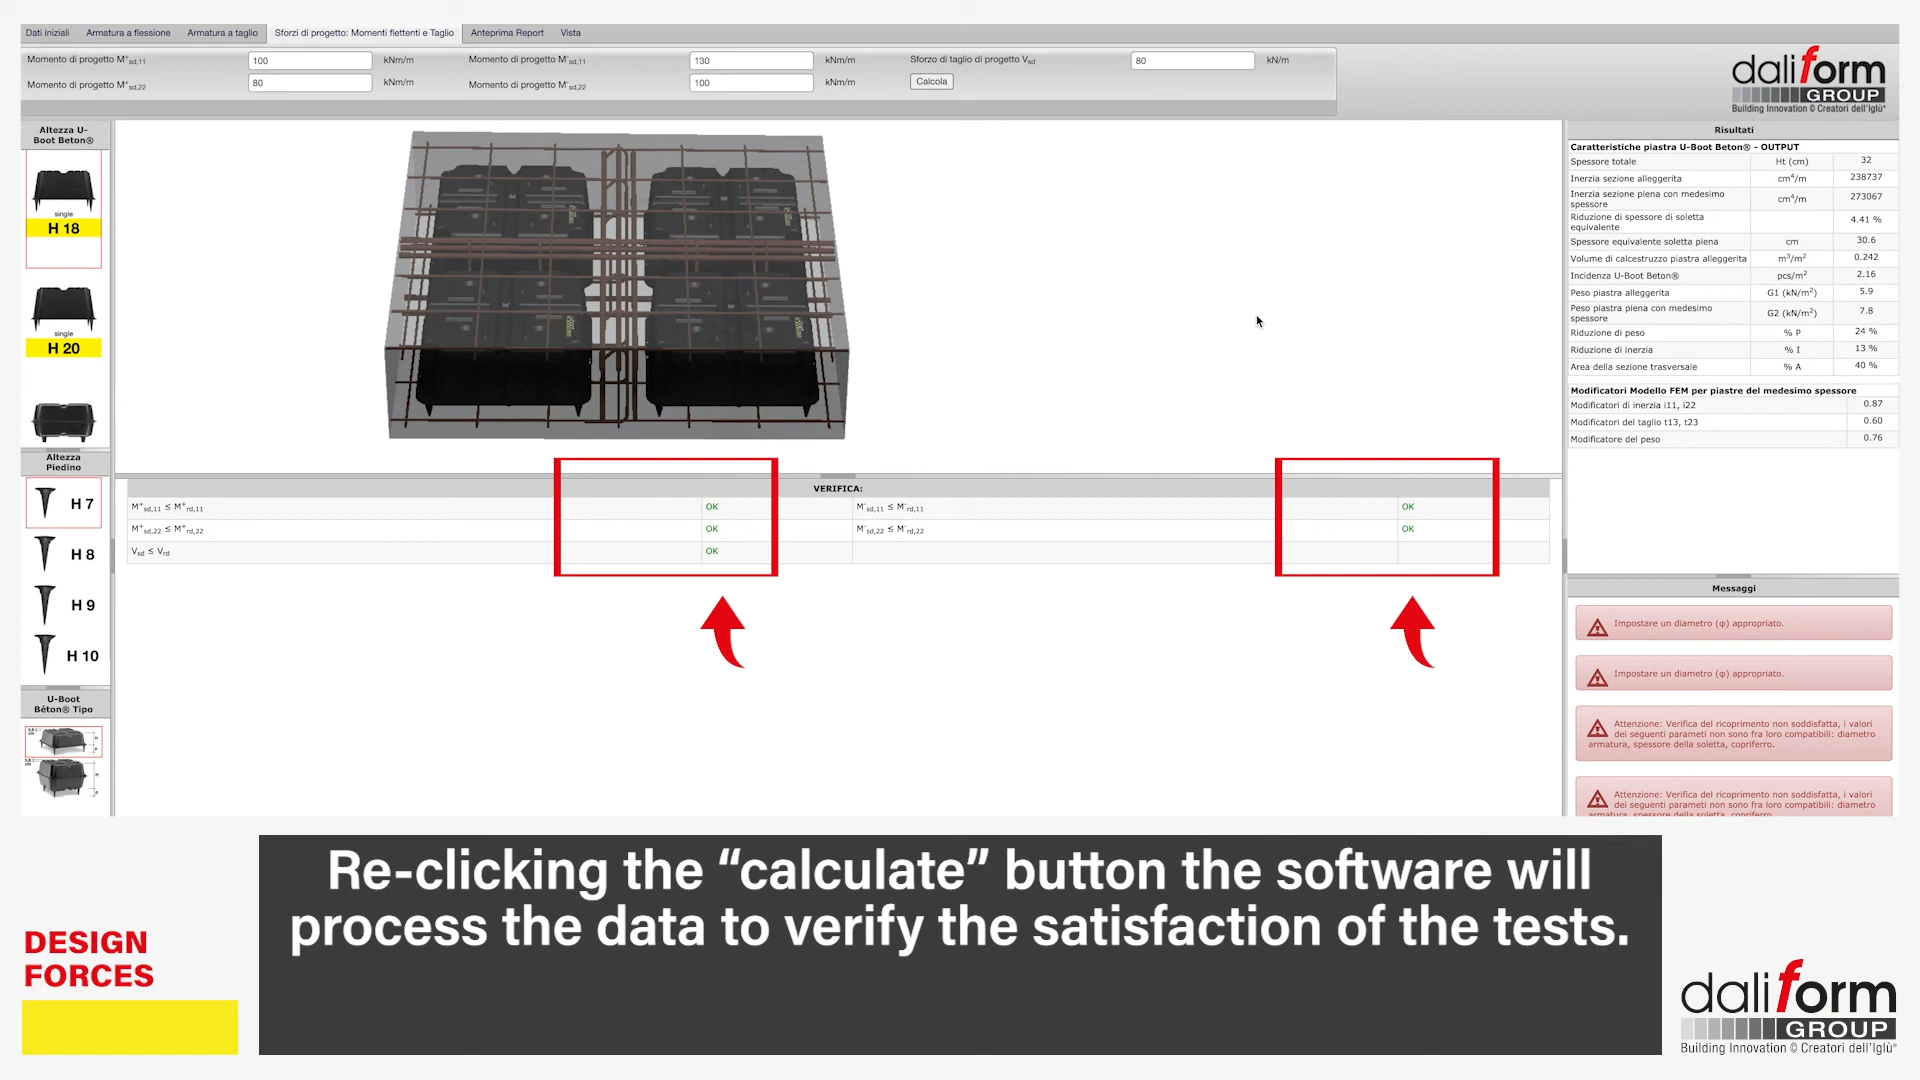 Dati iniziali Armatura a flessione Armatura a taglio Sforzi di progetto: Momenti flettenti e Taglio Anteprima Report Vista
Momento di progetto M+sd,11 100 kNm/m Momento di progetto M-sd,11 130 kNm/m Sforzo di taglio di progetto Vsd 80 kN/m
Momento di progetto M+sd,22 80 kNm/m Momento di progetto M-sd,22 100 kNm/m Calcola
daliform
GROUP
Building Innovation © Creatori dell'Iglù®
Altezza U-
Boot Beton®
single
H 18
single
H 20
Altezza
Piedino
H 7
H 8
H 9
H 10
U-Boot
Béton® Tipo
VERIFICA:
M+sd,11 ≤ M+rd,11 OK M-sd,11 ≤ M-rd,11 OK
M+sd,22 ≤ M+rd,22 OK M-sd,22 ≤ M-rd,22 OK
Vsd ≤ Vrd OK
Risultati
Caratteristiche piastra U-Boot Beton® - OUTPUT
Spessore totale Ht (cm) 32
Inerzia sezione alleggerita cm4/m 238737
Inerzia sezione piena con medesimo
spessore cm4/m 273067
Riduzione di spessore di soletta
equivalente 4.41 %
Spessore equivalente soletta piena cm 30.6
Volume di calcestruzzo piastra alleggerita m3/m2 0.242
Incidenza U-Boot Beton® pcs/m2 2.16
Peso piastra alleggerita G1 (kN/m2) 5.9
Peso piastra piena con medesimo
spessore G2 (kN/m2) 7.8
Riduzione di peso % P 24 %
Riduzione di inerzia % I 13 %
Area della sezione trasversale % A 40 %
Modificatori Modello FEM per piastre del medesimo spessore
Modificatori di inerzia i11, i22 0.87
Modificatori del taglio t13, t23 0.60
Modificatore del peso 0.76
Messaggi
Impostare un diametro (φ) appropriato.
Impostare un diametro (φ) appropriato.
Attenzione: Verifica del ricoprimento non soddisfatta, i valori
dei seguenti parameti non sono fra loro compatibili: diametro
armatura, spessore della soletta, copriferro.
Attenzione: Verifica del ricoprimento non soddisfatta, i valori
dei seguenti parameti non sono fra loro compatibili: diametro
armatura, spessore della soletta, copriferro.
Re-clicking the “calculate” button the software will
process the data to verify the satisfaction of the tests.
DESIGN
FORCES
daliform
GROUP
Building Innovation © Creatori dell'Iglù®